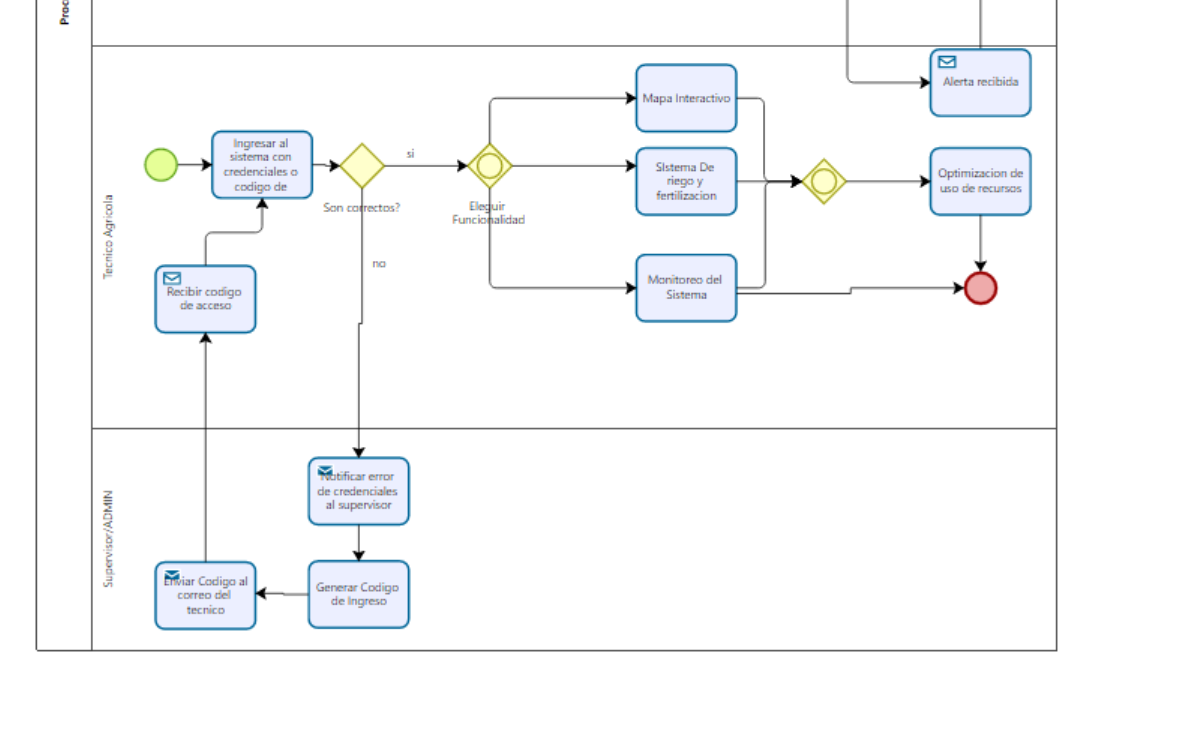 Proc
Alerta recibida
Mapa Interactivo
Ingresar al
sistema con
credenciales o
codigo de
si
SIstema De
riego y
fertilizacion
Optimizacion de
uso de recursos
Son correctos?
Eleguir
Funcionalidad
Tecnico Agricola
no
Recibir codigo
de acceso
Monitoreo del
Sistema
Notificar error
de credenciales
al supervisor
Supervisor/ADMIN
Enviar Codigo al
correo del
tecnico
Generar Codigo
de Ingreso